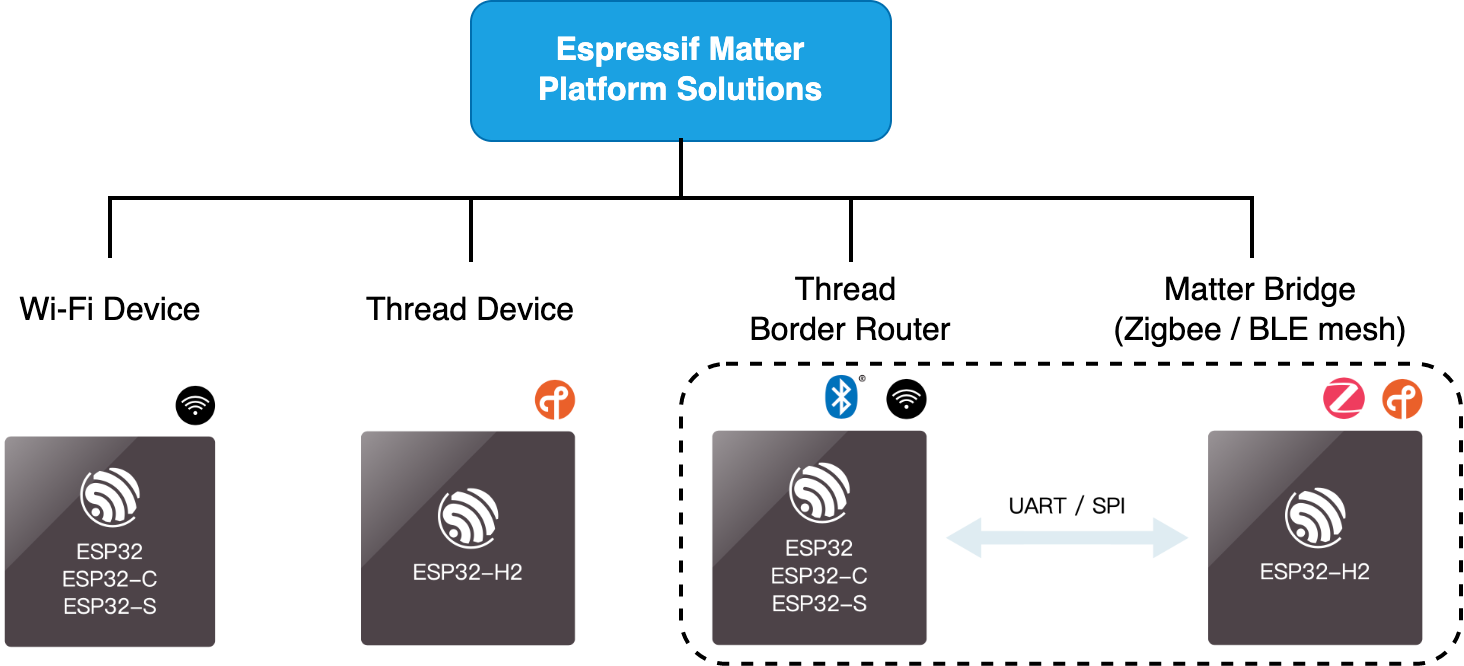 Espressif Matter
Platform Solutions
Wi-Fi Device
Thread Device
Thread
Border Router
Matter Bridge
(Zigbee / BLE mesh)
®
ESP32
ESP32-C
ESP32-S
ESP32-H2
ESP32
ESP32-C
ESP32-S
UART / SPI
ESP32-H2